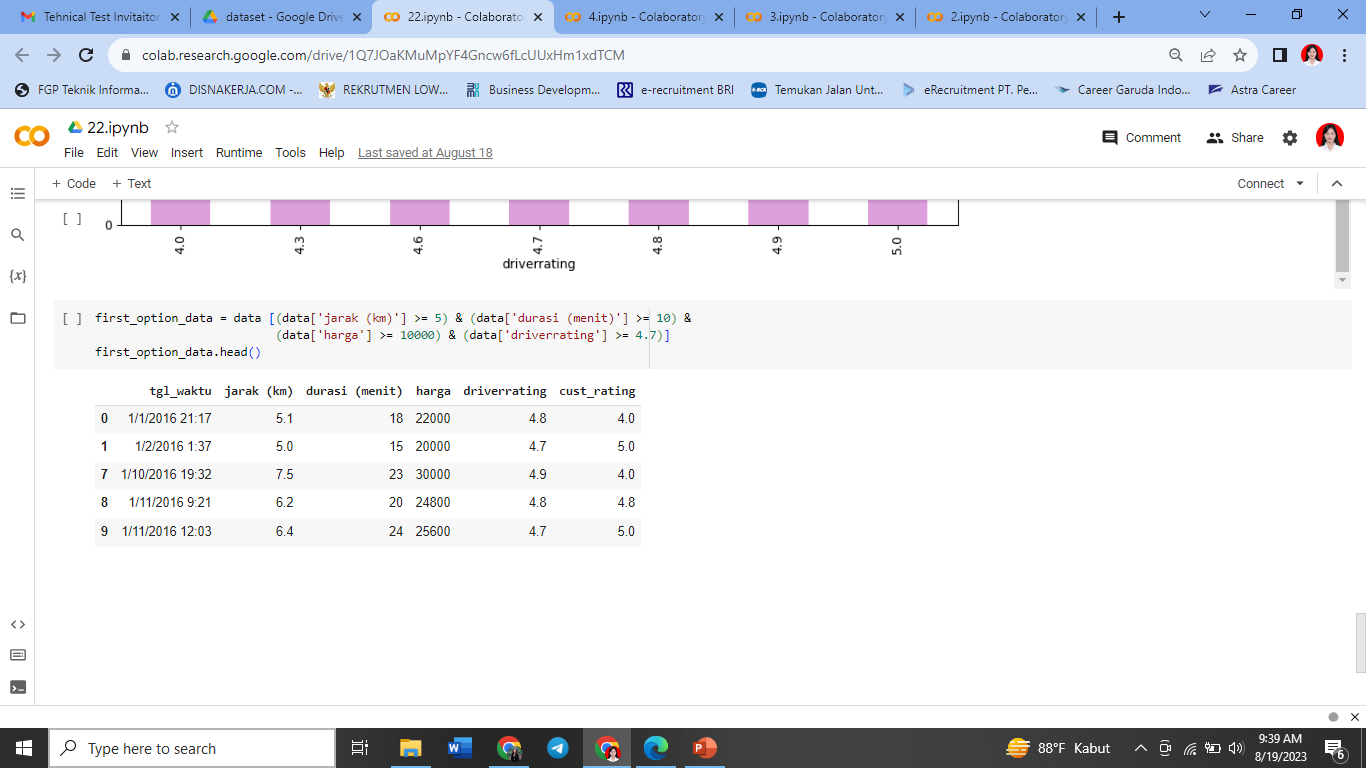 Tehnical Test Invitaiton
dataset - Google Drive
22.ipynb - Colaborato
4.ipynb - Colaboratory
3.ipynb - Colaboratory
2.ipynb - Colaboratory
colab.research.google.com/drive/1Q7JOaKMuMpYF4Gncw6fLcUUxHm1xdTCM
FGP Teknik Informa...
DISNAKERJA.COM -...
REKRUTMEN LOW...
Business Developm...
e-recruitment BRI
Temukan Jalan Unt...
eRecruitment PT. Pe...
Career Garuda Indo...
Astra Career
22.ipynb
Comment
Share
File Edit View Insert Runtime Tools Help Last saved at August 18
+ Code + Text
Connect
[ ]
0
4.0 4.3 4.6 4.7 4.8 4.9 5.0
driverrating
{x}
[ ] first_option_data = data [(data['jarak (km)'] >= 5) & (data['durasi (menit)'] >= 10) &
(data['harga'] >= 10000) & (data['driverrating'] >= 4.7)]
first_option_data.head()
tgl_waktu jarak (km) durasi (menit) harga driverrating cust_rating
0 1/1/2016 21:17 5.1 18 22000 4.8 4.0
1 1/2/2016 1:37 5.0 15 20000 4.7 5.0
7 1/10/2016 19:32 7.5 23 30000 4.9 4.0
8 1/11/2016 9:21 6.2 20 24800 4.8 4.8
9 1/11/2016 12:03 6.4 24 25600 4.7 5.0
Type here to search
88°F Kabut
9:39 AM
8/19/2023
6